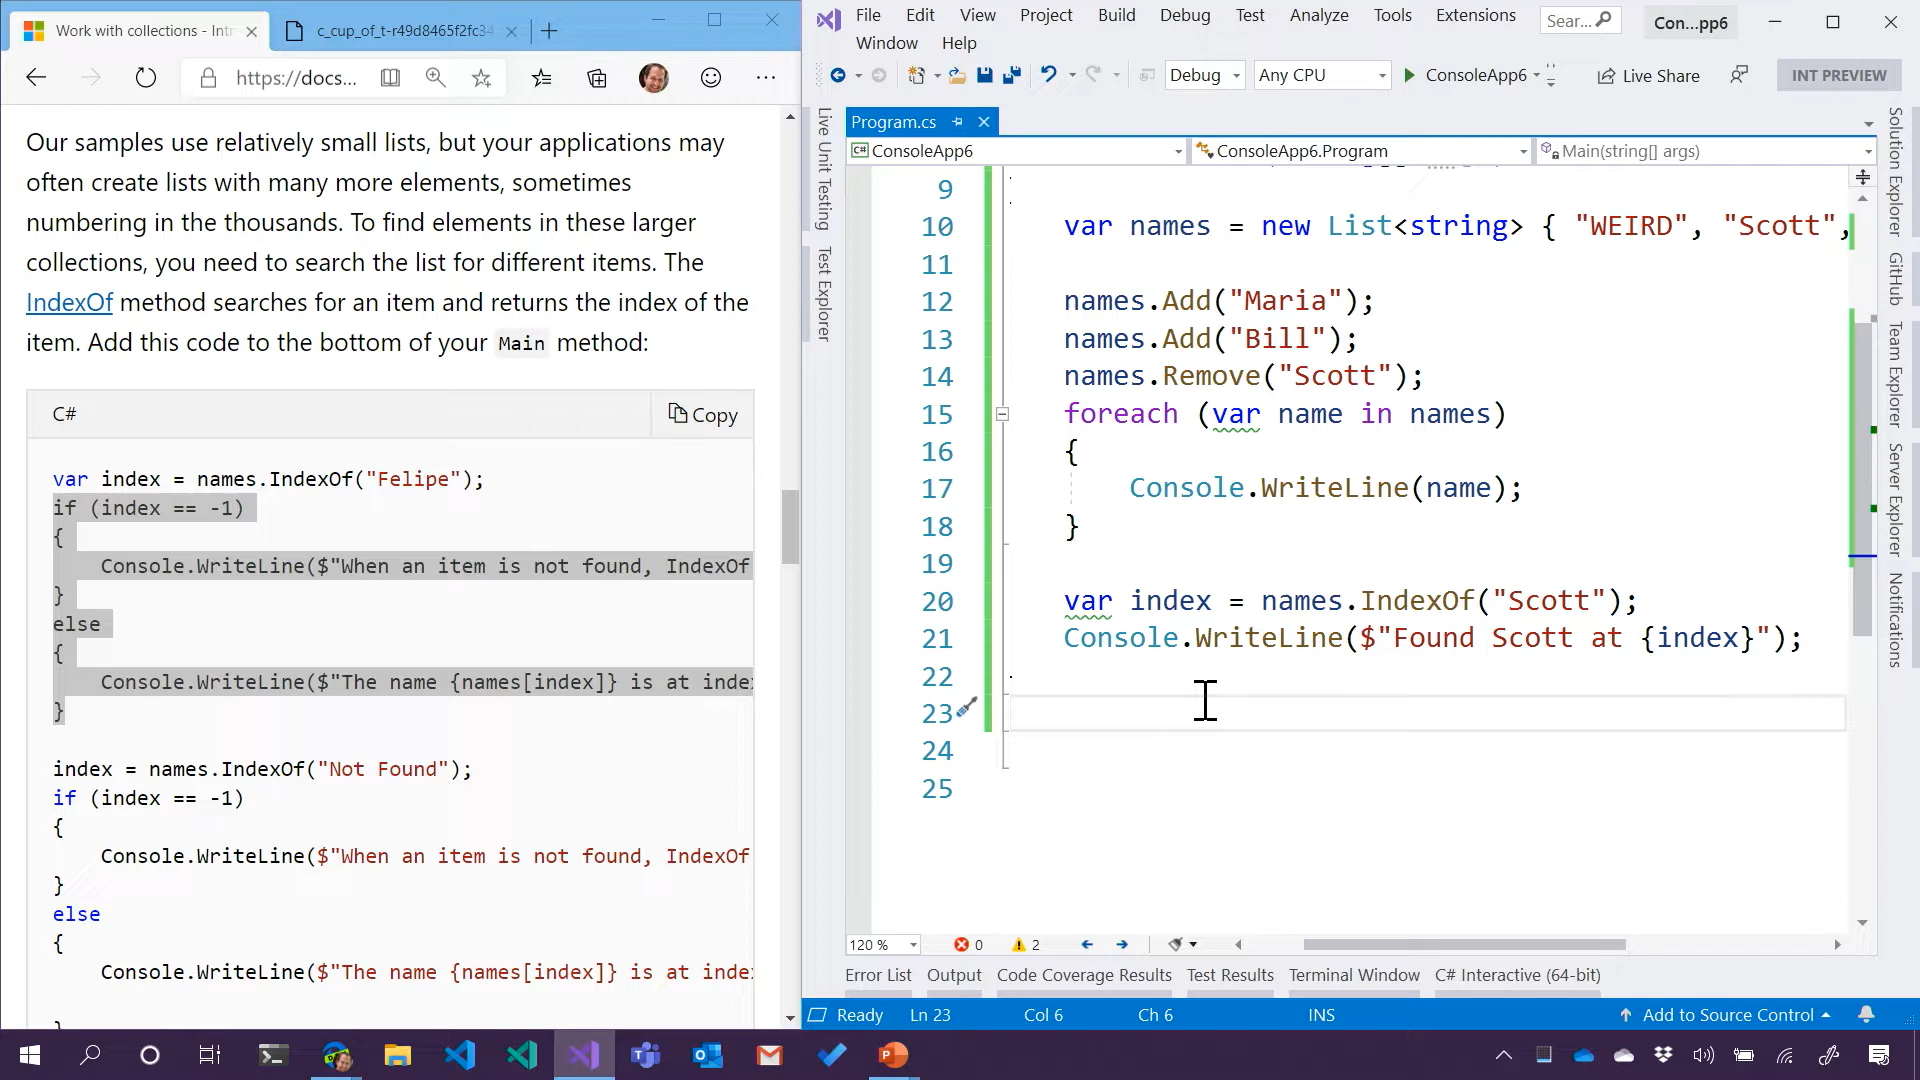 Work with collections - Intr
c_cup_of_t-r49d8465f2fc34
https://docs...
Our samples use relatively small lists, but your applications may
often create lists with many more elements, sometimes
numbering in the thousands. To find elements in these larger
collections, you need to search the list for different items. The
IndexOf method searches for an item and returns the index of the
item. Add this code to the bottom of your Main method:
C#
Copy
var index = names.IndexOf("Felipe");
if (index == -1)
{
Console.WriteLine($"When an item is not found, IndexOf
}
else
{
Console.WriteLine($"The name {names[index]} is at inde
}
index = names.IndexOf("Not Found");
if (index == -1)
{
Console.WriteLine($"When an item is not found, IndexOf
}
else
{
Console.WriteLine($"The name {names[index]} is at inde
File Edit View Project Build Debug Test Analyze Tools Extensions
Window Help
Sear...
Con...pp6
Debug Any CPU ConsoleApp6 Live Share INT PREVIEW
Live Unit Testing
Test Explorer
Program.cs
C# ConsoleApp6 ConsoleApp6.Program Main(string[] args)
9
10 var names = new List<string> { "WEIRD", "Scott",
11
12 names.Add("Maria");
13 names.Add("Bill");
14 names.Remove("Scott");
15 foreach (var name in names)
16 {
17 Console.WriteLine(name);
18 }
19
20 var index = names.IndexOf("Scott");
21 Console.WriteLine($"Found Scott at {index}");
22
23
24
25
Solution Explorer
GitHub
Team Explorer
Server Explorer
Notifications
120 % 0 2
Error List Output Code Coverage Results Test Results Terminal Window C# Interactive (64-bit)
Ready Ln 23 Col 6 Ch 6 INS Add to Source Control